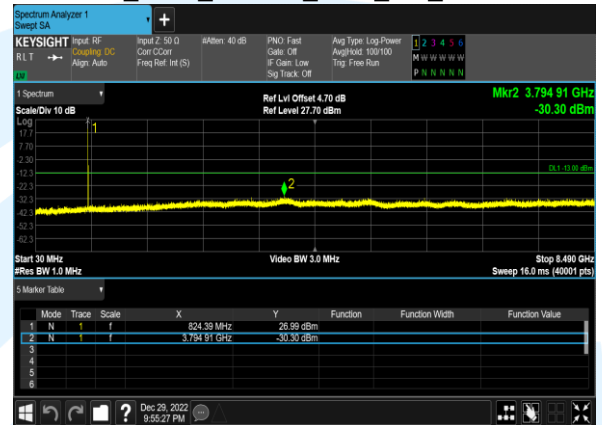 Spectrum Analyzer 1
Swept SA
+
KEYSIGHT
RLT
LV
Input: RF
Coupling: DC
Align: Auto
Input Z: 50 Ω
Corr CCorr
Freq Ref: Int (S)
#Atten: 40 dB
PNO: Fast
Gate: Off
IF Gain: Low
Sig Track: Off
Avg Type: Log-Power
Avg|Hold: 100/100
Trig: Free Run
1 2 3 4 5 6
M W W W W W
P N N N N N
1 Spectrum
Scale/Div 10 dB
Ref Lvl Offset 4.70 dB
Ref Level 27.70 dBm
Mkr2 3.794 91 GHz
-30.30 dBm
Log
1
17.7
7.70
-2.30
DL1 -13.00 dBm
-12.3
2
-22.3
-32.3
-42.3
-52.3
-62.3
Start 30 MHz
#Res BW 1.0 MHz
Video BW 3.0 MHz
Stop 8.490 GHz
Sweep 16.0 ms (40001 pts)
5 Marker Table
Mode Trace Scale X Y Function Function Width Function Value
1 N 1 f 824.39 MHz 26.99 dBm
2 N 1 f 3.794 91 GHz -30.30 dBm
3
4
5
6
?
Dec 29, 2022
9:55:27 PM